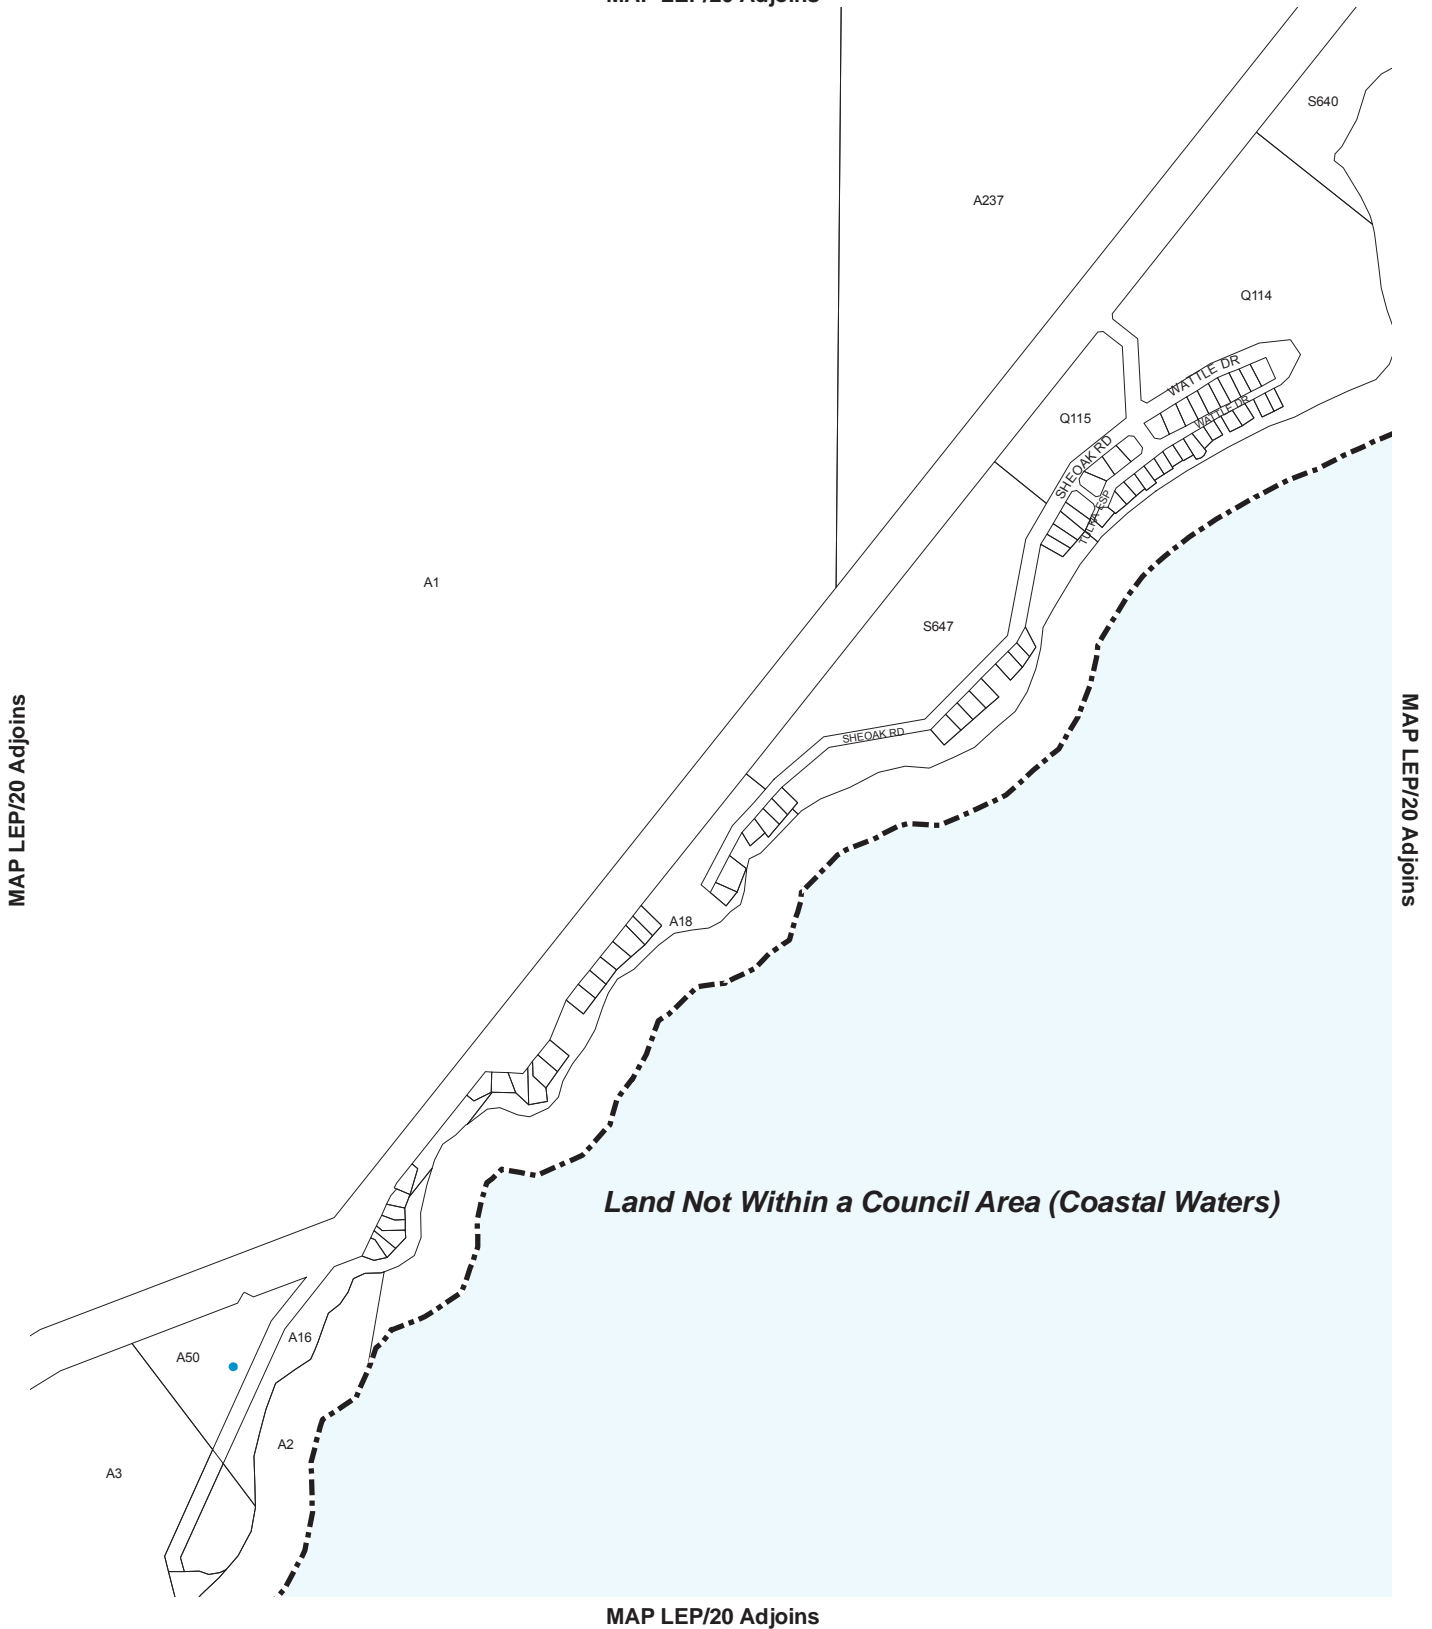 MAP LEP/20 Adjoins
S640
A237
Q114
WATTLE DR
WATTLE DR
Q115
SHEOAK RD
TULKA ESP
A1
S647
MAP LEP/20 Adjoins
MAP LEP/20 Adjoins
SHEOAK RD
A18
Land Not Within a Council Area (Coastal Waters)
A16
A50
A2
A3
MAP LEP/20 Adjoins